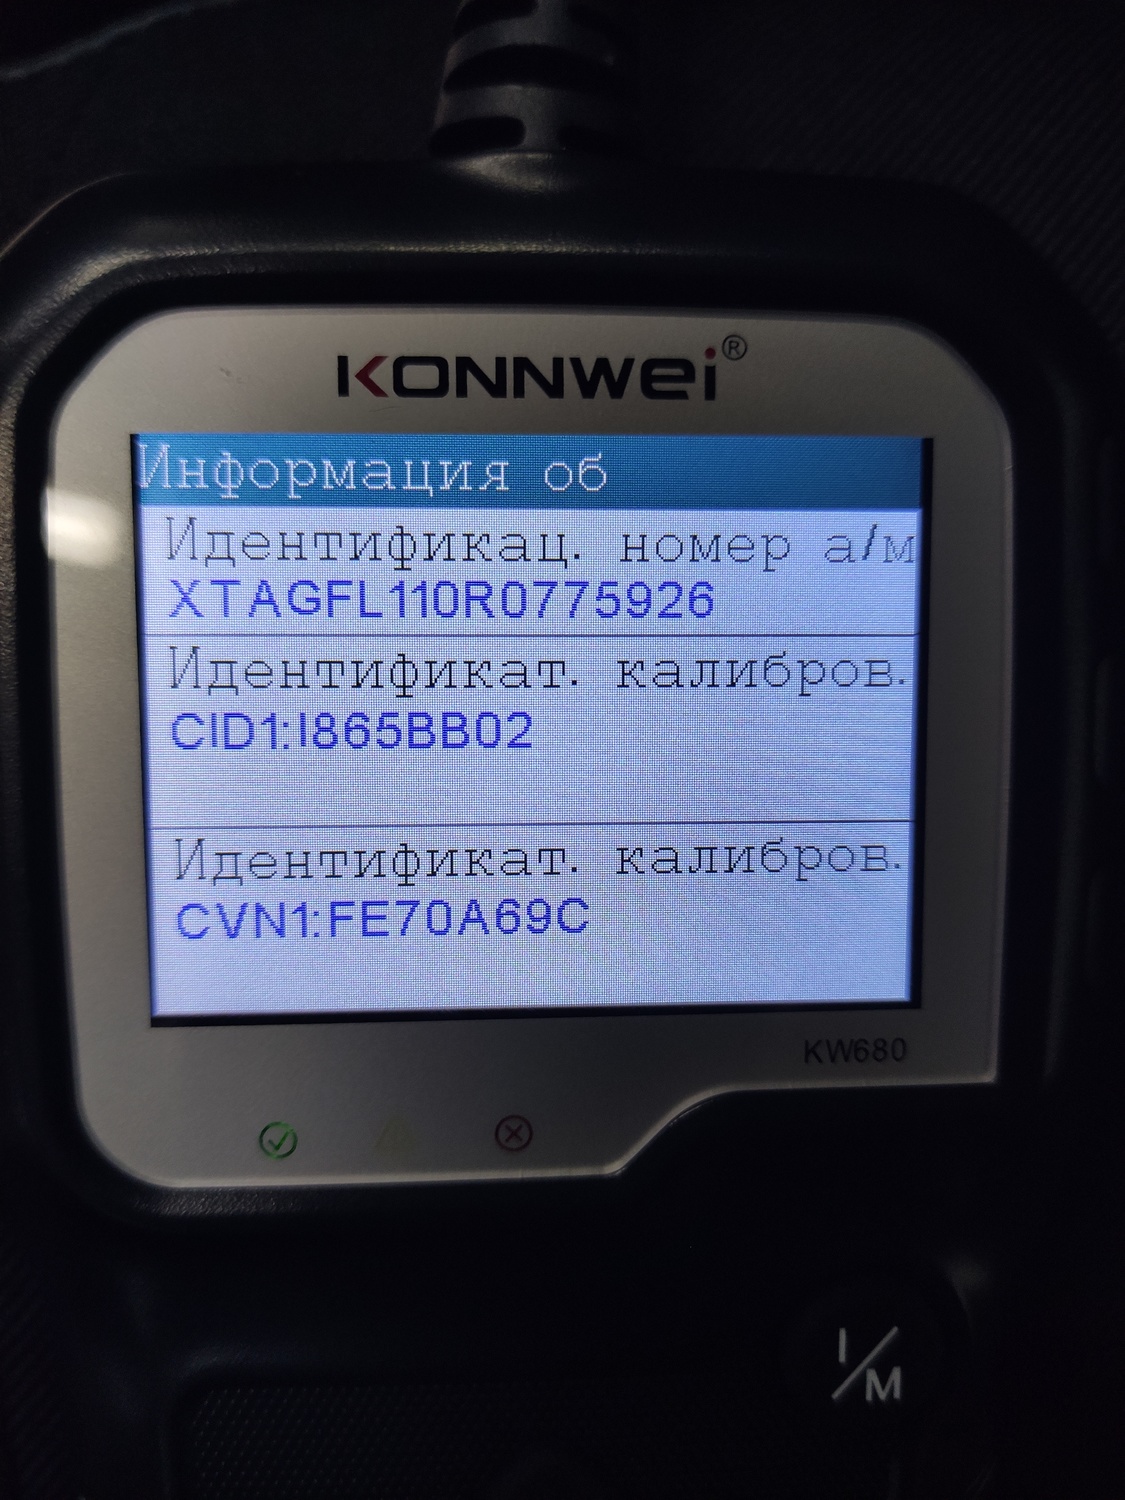 KONNWEI®
Информация об
Идентификац. номер а/м
XTAGFL110R0775926
Идентификат. калибров.
CID1:I865BB02
Идентификат. калибров.
CVN1:FE70A69C
KW680
I/M